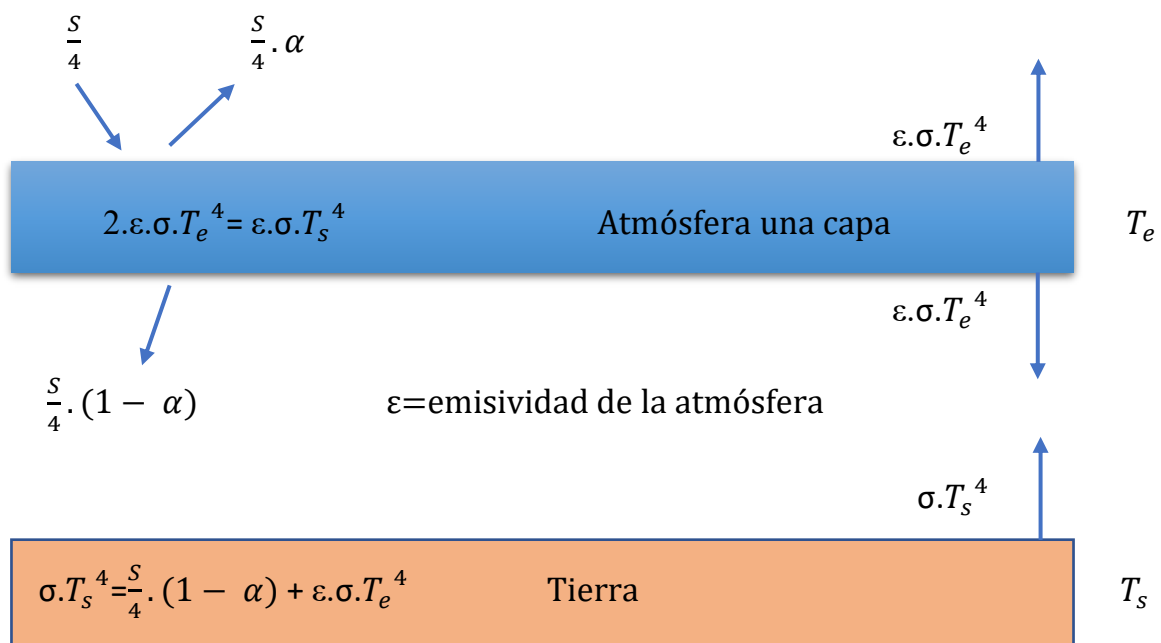 S/4 S/4 . α
ε.σ.Tₑ⁴
2.ε.σ.Tₑ⁴= ε.σ.Tₛ⁴ Atmósfera una capa Tₑ
ε.σ.Tₑ⁴
S/4 . (1 − α) ε=emisividad de la atmósfera
σ.Tₛ⁴
σ.Tₛ⁴=S/4 . (1 − α) + ε.σ.Tₑ⁴ Tierra Tₛ